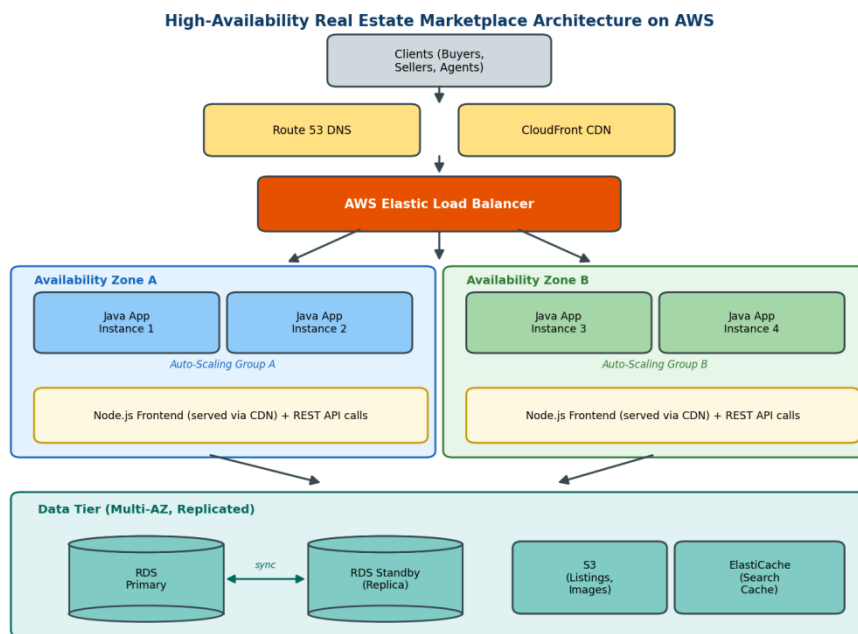 High-Availability Real Estate Marketplace Architecture on AWS
Clients (Buyers,
Sellers, Agents)
Route 53 DNS
CloudFront CDN
AWS Elastic Load Balancer
Availability Zone A
Java App
Instance 1
Java App
Instance 2
Auto-Scaling Group A
Node.js Frontend (served via CDN) + REST API calls
Availability Zone B
Java App
Instance 3
Java App
Instance 4
Auto-Scaling Group B
Node.js Frontend (served via CDN) + REST API calls
Data Tier (Multi-AZ, Replicated)
RDS
Primary
sync
RDS Standby
(Replica)
S3
(Listings,
Images)
ElastiCache
(Search
Cache)